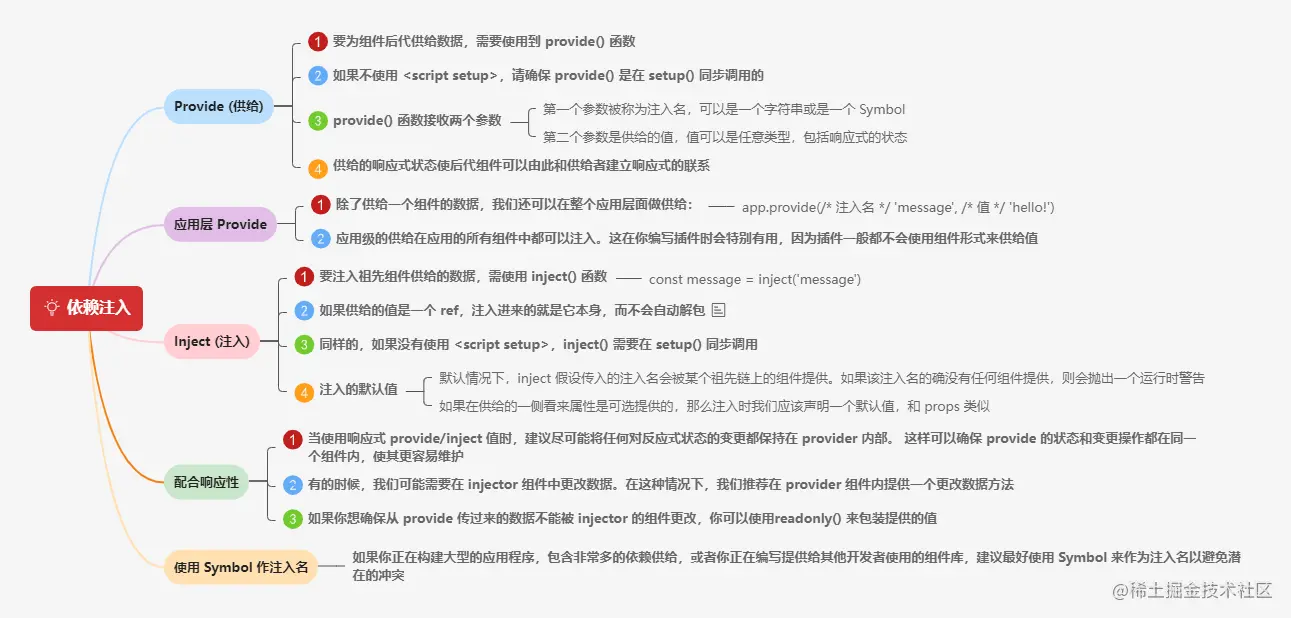 依赖注入
Provide (供给)
1 要为组件后代供给数据，需要使用到 provide() 函数
2 如果不使用 <script setup>，请确保 provide() 是在 setup() 同步调用的
3 provide() 函数接收两个参数
第一个参数被称为注入名，可以是一个字符串或是一个 Symbol
第二个参数是供给的值，值可以是任意类型，包括响应式的状态
4 供给的响应式状态使后代组件可以由此和供给者建立响应式的联系
应用层 Provide
1 除了供给一个组件的数据，我们还可以在整个应用层面做供给：
app.provide(/* 注入名 */ 'message', /* 值 */ 'hello!')
2 应用级的供给在应用的所有组件中都可以注入。这在你编写插件时会特别有用，因为插件一般都不会使用组件形式来供给值
Inject (注入)
1 要注入祖先组件供给的数据，需使用 inject() 函数
const message = inject('message')
2 如果供给的值是一个 ref，注入进来的就是它本身，而不会自动解包
3 同样的，如果没有使用 <script setup>，inject() 需要在 setup() 同步调用
4 注入的默认值
默认情况下，inject 假设传入的注入名会被某个祖先链上的组件提供。如果该注入名的确没有任何组件提供，则会抛出一个运行时警告
如果在供给的一侧看来属性是可选提供的，那么注入时我们应该声明一个默认值，和 props 类似
配合响应性
1 当使用响应式 provide/inject 值时，建议尽可能将任何对反应式状态的变更都保持在 provider 内部。 这样可以确保 provide 的状态和变更操作都在同一
个组件内，使其更容易维护
2 有的时候，我们可能需要在 injector 组件中更改数据。在这种情况下，我们推荐在 provider 组件内提供一个更改数据方法
3 如果你想确保从 provide 传过来的数据不能被 injector 的组件更改，你可以使用readonly() 来包装提供的值
使用 Symbol 作注入名
如果你正在构建大型的应用程序，包含非常多的依赖供给，或者你正在编写提供给其他开发者使用的组件库，建议最好使用 Symbol 来作为注入名以避免潜
在的冲突
@稀土掘金技术社区